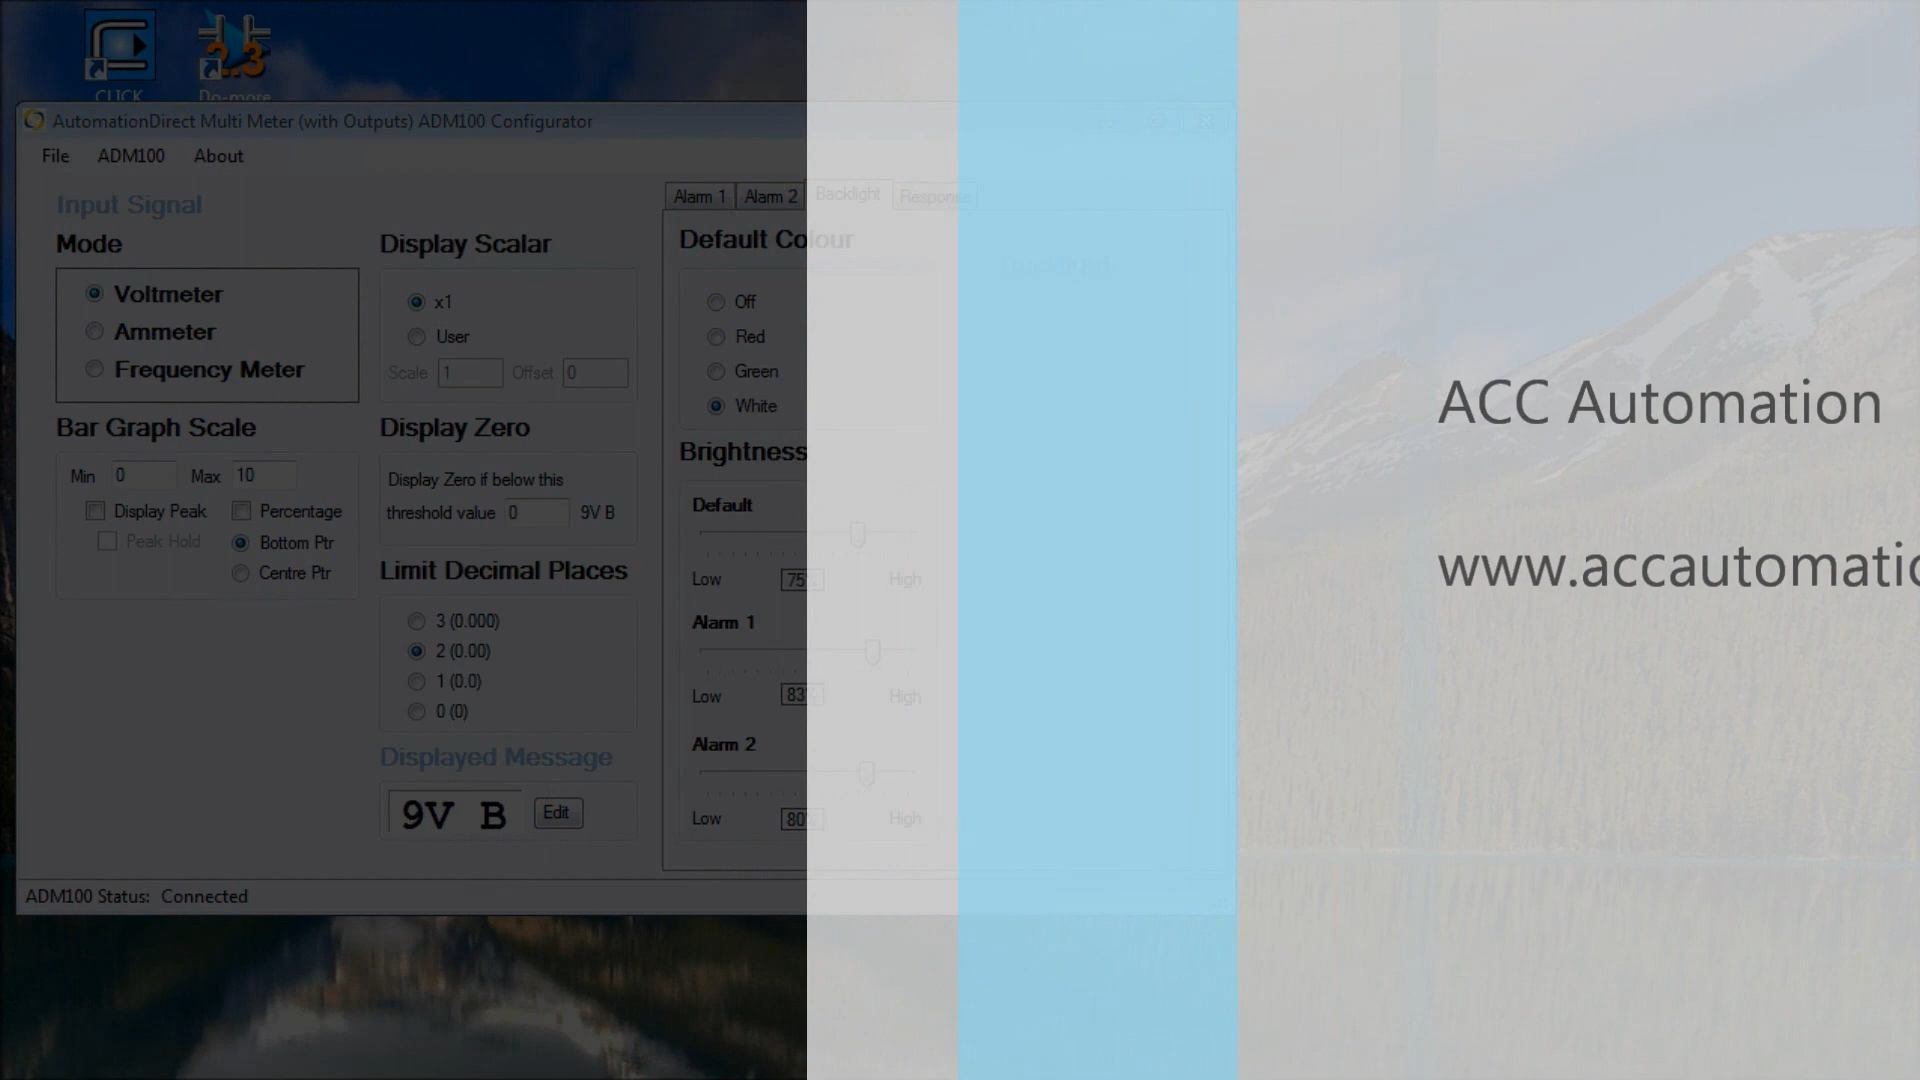 CLICK
Do-more
2.3
AutomationDirect Multi Meter (with Outputs) ADM100 Configurator
File ADM100 About
Input Signal
Mode
Voltmeter
Ammeter
Frequency Meter
Bar Graph Scale
Min 0 Max 10
Display Peak Percentage
Peak Hold Bottom Ptr
Centre Ptr
Display Scalar
x1
User
Scale 1 Offset 0
Display Zero
Display Zero if below this
threshold value 0 9V B
Limit Decimal Places
3 (0.000)
2 (0.00)
1 (0.0)
0 (0)
Displayed Message
9V B Edit
Alarm 1 Alarm 2 Backlight Response
Default Colour
Off
Red
Green
White
Brightness
Default
Low 75% High
Alarm 1
Low 83% High
Alarm 2
Low 80% High
ADM100 Status: Connected
ACC Automation
www.accautomatic